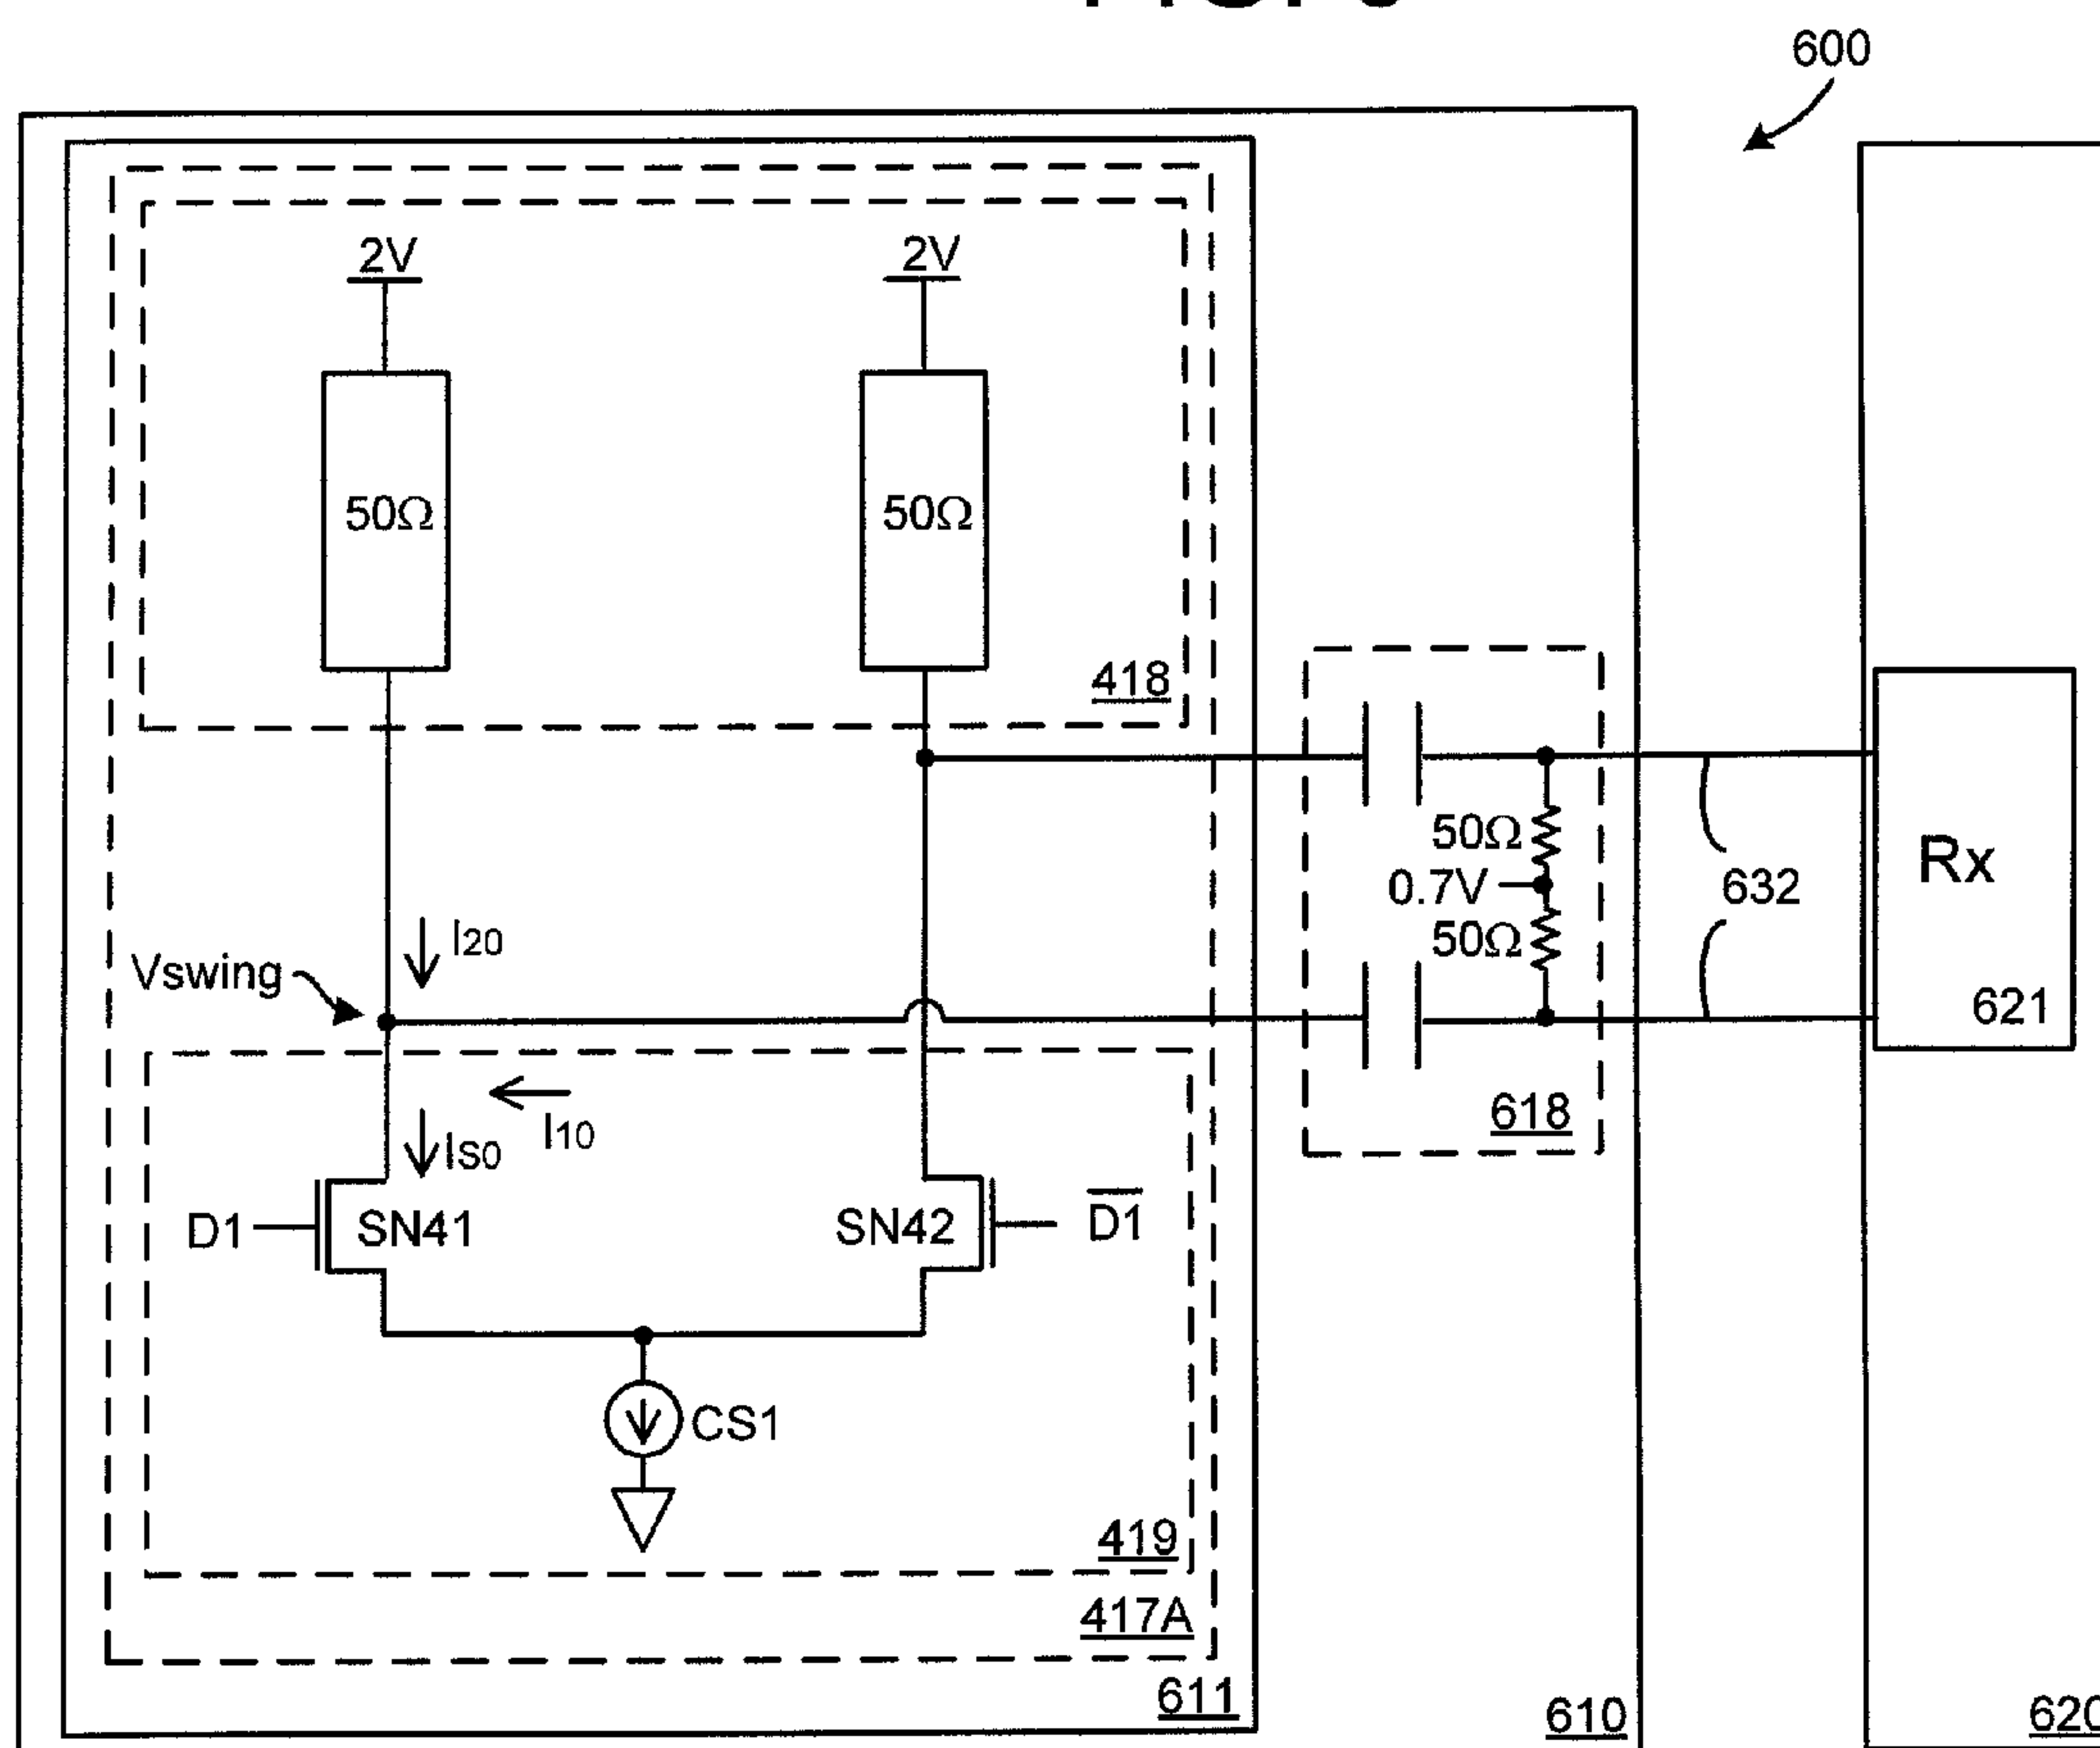 600
2V
2V
50Ω
50Ω
418
50Ω
0.7V
50Ω
632
Rx
621
I20
Vswing
618
I10
IS0
D1
SN41
SN42
D1
CS1
419
417A
611
610
620